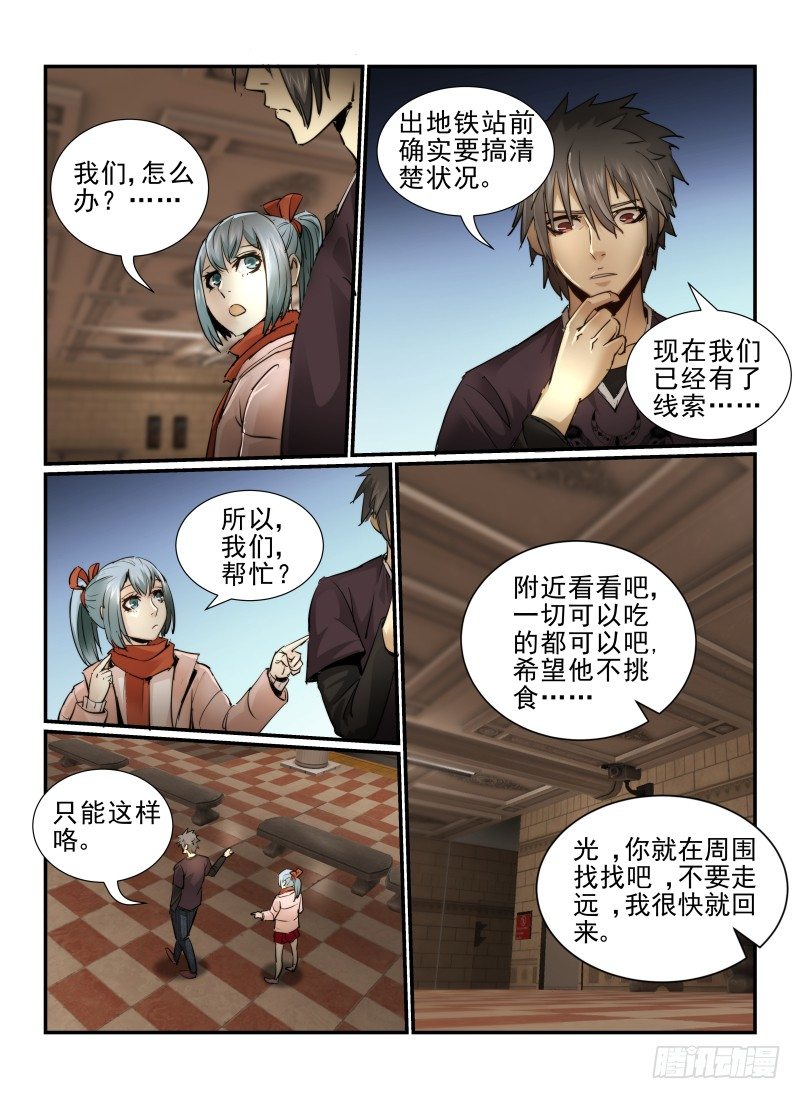 我们，怎么
办？……
出地铁站前
确实要搞清
楚状况。
现在我们
已经有了
线索……
所以，
我们，
帮忙？
只能这样
咯。
附近看看吧，
一切可以吃
的都可以吧，
希望他不挑
食……
光，你就在周围
找找吧，不要走
远，我很快就回
来。
腾讯动漫